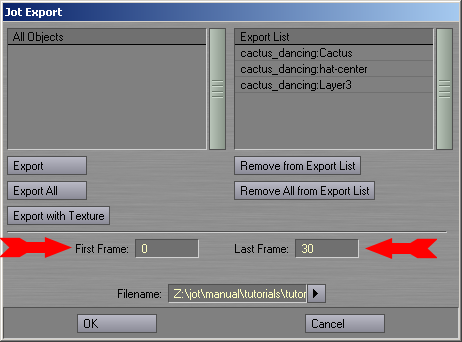 Jot Export
All Objects
Export List
cactus_dancing:Cactus
cactus_dancing:hat-center
cactus_dancing:Layer3
Export
Remove from Export List
Export All
Remove All from Export List
Export with Texture
First Frame: 0 Last Frame: 30
Filename: Z:\jot\manual\tutorials\tutor
OK Cancel